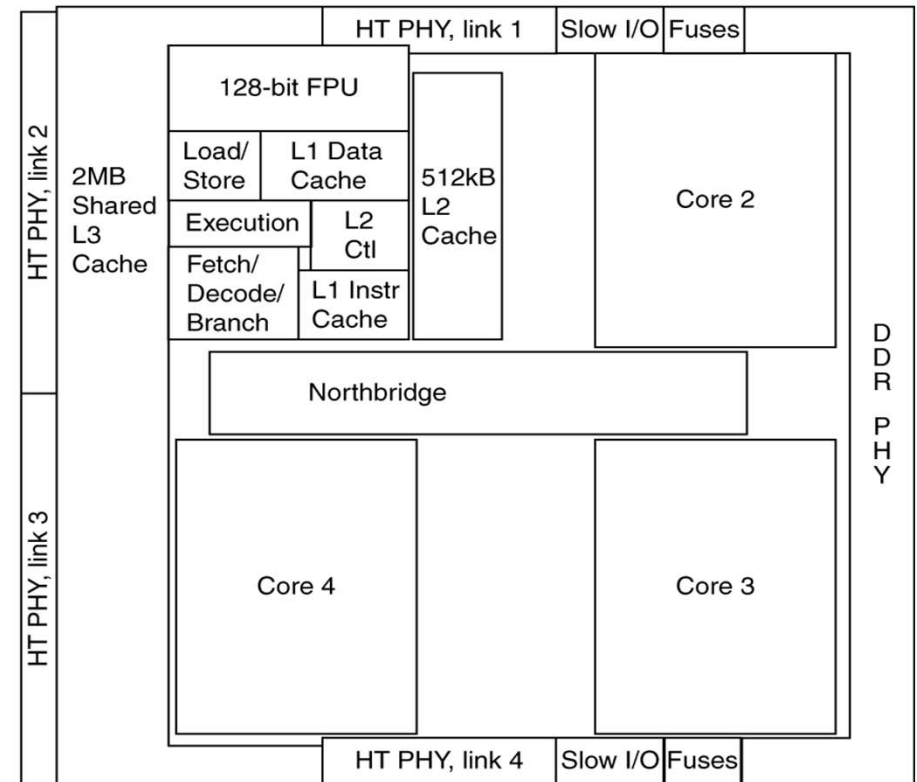 HT PHY, link 1
Slow I/O
Fuses
HT PHY, link 2
2MB
Shared
L3
Cache
128-bit FPU
Load/
Store
L1 Data
Cache
Execution
L2
Ctl
Fetch/
Decode/
Branch
L1 Instr
Cache
512kB
L2
Cache
Core 2
Northbridge
D
D
R
P
H
Y
HT PHY, link 3
Core 4
Core 3
HT PHY, link 4
Slow I/O
Fuses